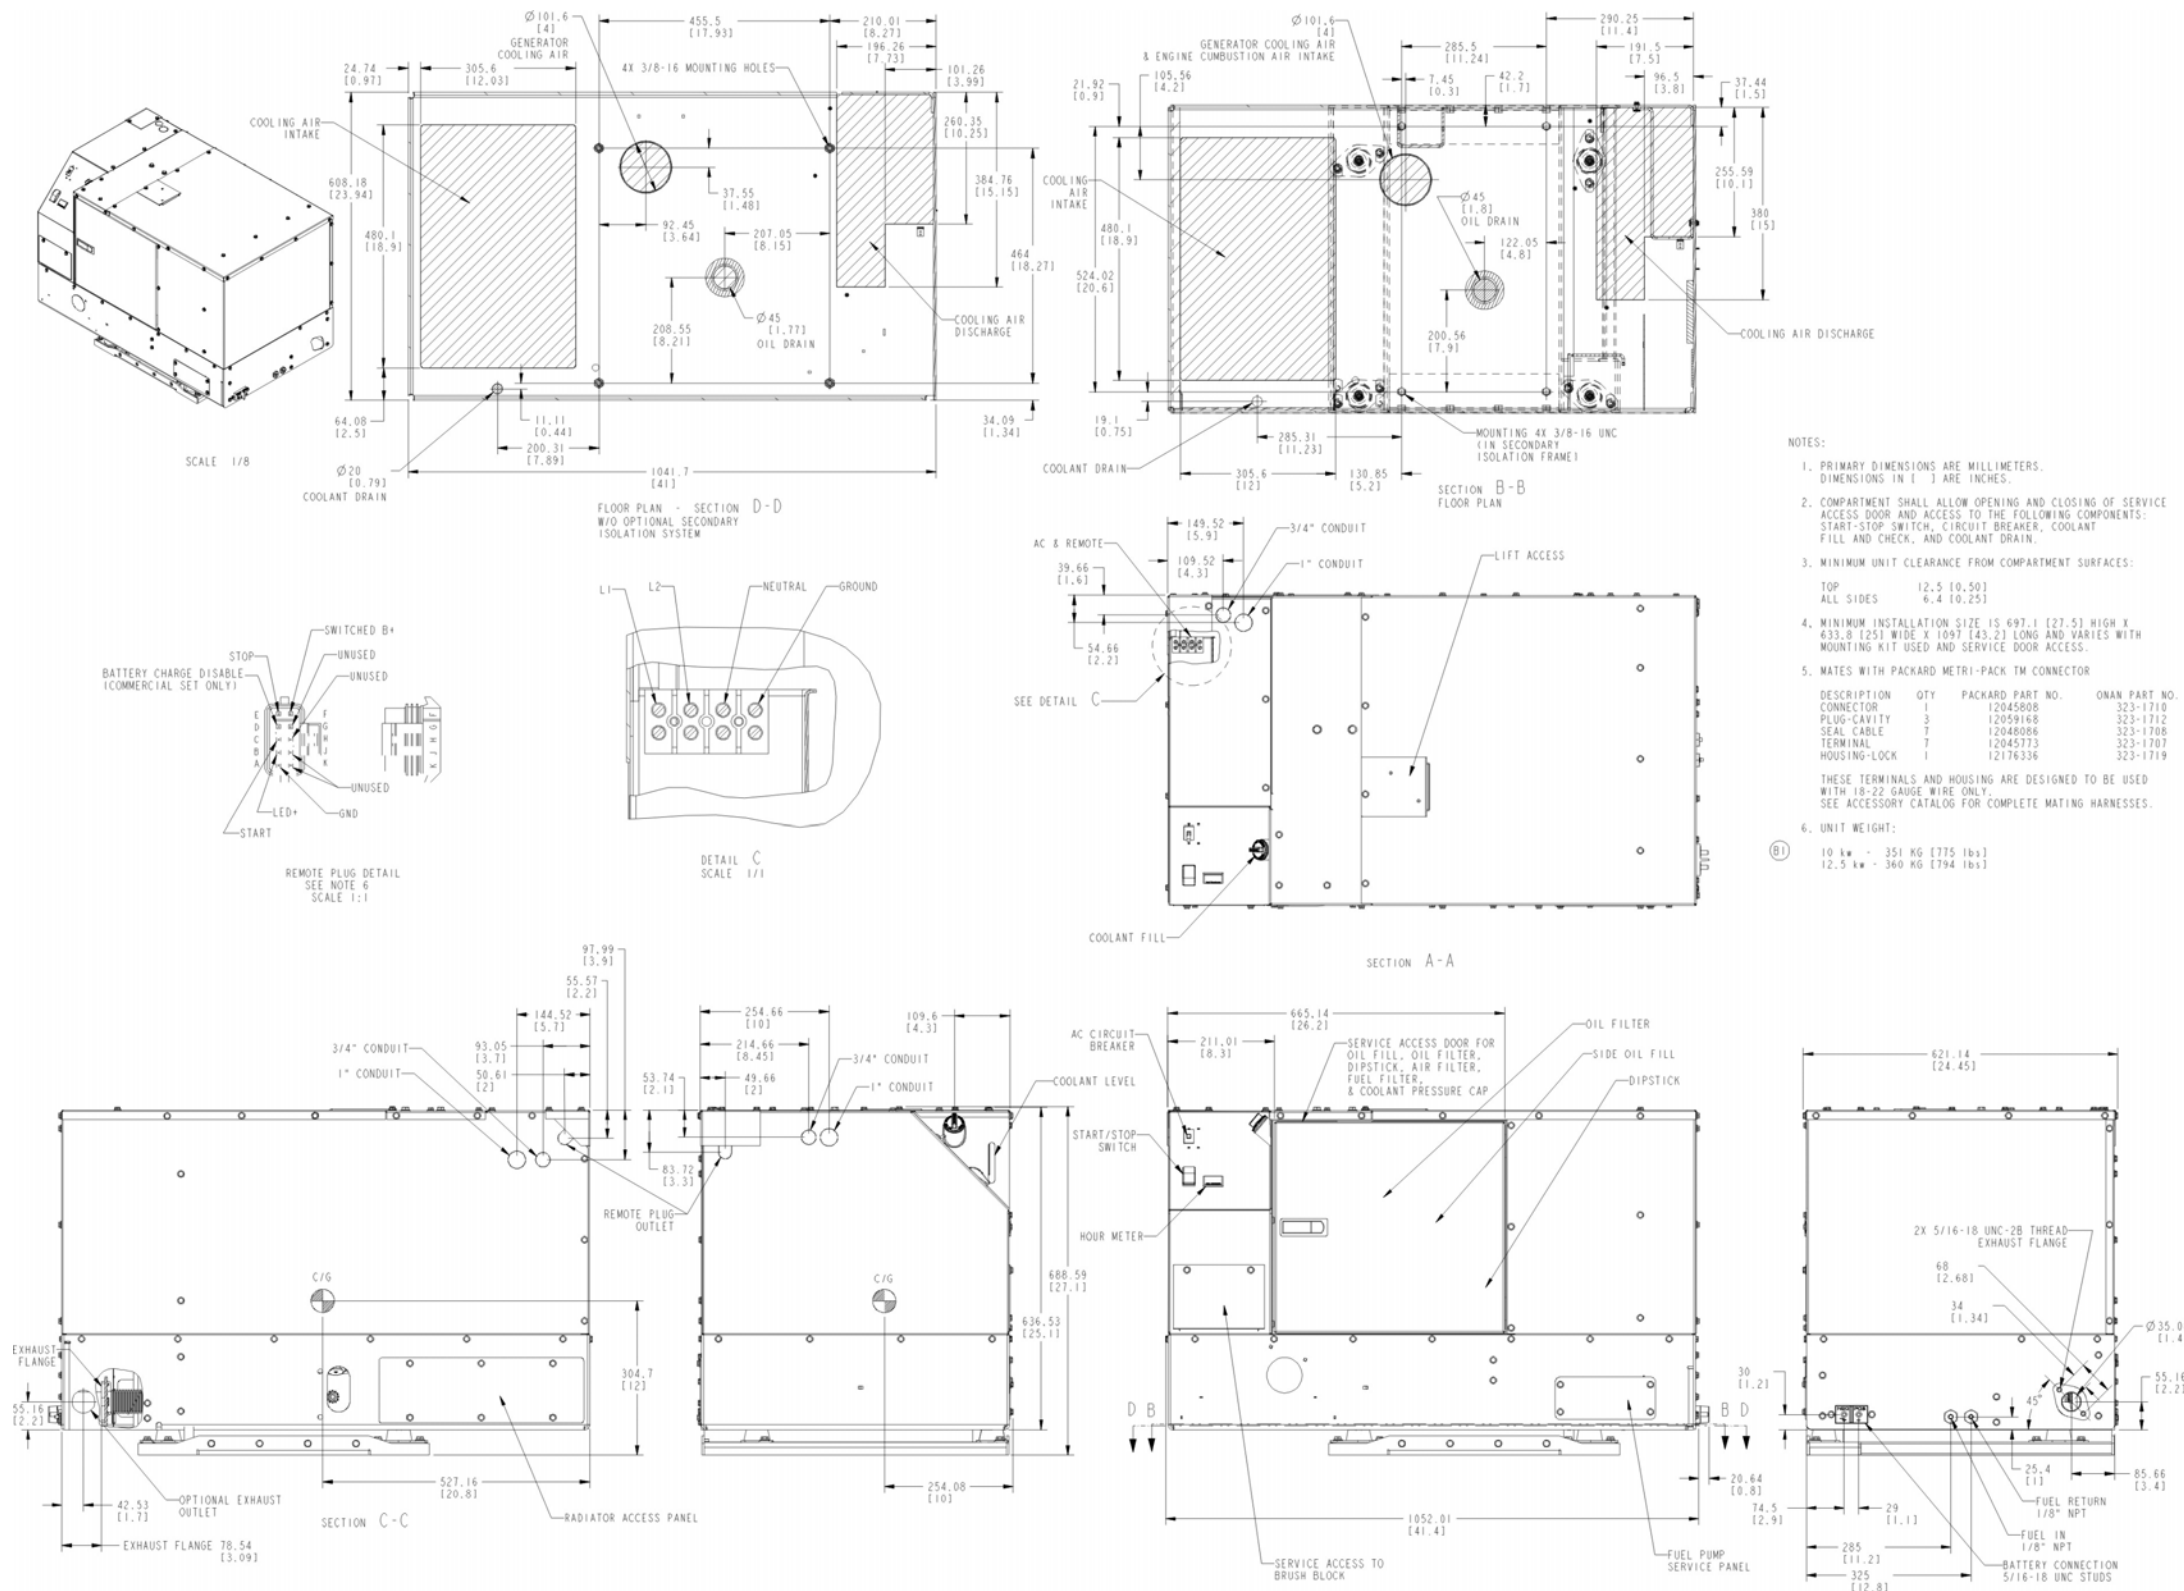 SCALE 1/8
Ø101.6
[4]
GENERATOR
COOLING AIR
455.5
[17.93]
210.01
[8.27]
196.26
[7.73]
101.26
[3.99]
4X 3/8-16 MOUNTING HOLES
24.74
[0.97]
305.6
[12.03]
COOLING AIR
INTAKE
608.18
[23.94]
480.1
[18.9]
64.08
[2.5]
37.55
[1.48]
92.45
[3.64]
207.05
[8.15]
260.35
[10.25]
384.76
[15.15]
464
[18.27]
208.55
[8.21]
Ø45
[1.77]
OIL DRAIN
COOLING AIR
DISCHARGE
11.11
[0.44]
200.31
[7.89]
34.09
[1.34]
Ø20
[0.79]
COOLANT DRAIN
1041.7
[41]
FLOOR PLAN - SECTION D-D
W/O OPTIONAL SECONDARY
ISOLATION SYSTEM
Ø101.6
[4]
GENERATOR COOLING AIR
& ENGINE CUMBUSTION AIR INTAKE
290.25
[11.4]
285.5
[11.24]
191.5
[7.5]
21.92
[0.9]
105.56
[4.2]
7.45
[0.3]
42.2
[1.7]
96.5
[3.8]
37.44
[1.5]
COOLING
AIR
INTAKE
480.1
[18.9]
524.02
[20.6]
Ø45
[1.8]
OIL DRAIN
122.05
[4.8]
255.59
[10.1]
380
[15]
200.56
[7.9]
COOLING AIR DISCHARGE
19.1
[0.75]
285.31
[11.23]
COOLANT DRAIN
305.6
[12]
130.85
[5.2]
MOUNTING 4X 3/8-16 UNC
(IN SECONDARY
ISOLATION FRAME)
SECTION B-B
FLOOR PLAN
NOTES:
1. PRIMARY DIMENSIONS ARE MILLIMETERS.
DIMENSIONS IN [ ] ARE INCHES.
2. COMPARTMENT SHALL ALLOW OPENING AND CLOSING OF SERVICE
ACCESS DOOR AND ACCESS TO THE FOLLOWING COMPONENTS:
START-STOP SWITCH, CIRCUIT BREAKER, COOLANT
FILL AND CHECK, AND COOLANT DRAIN.
3. MINIMUM UNIT CLEARANCE FROM COMPARTMENT SURFACES:
TOP 12.5 [0.50]
ALL SIDES 6.4 [0.25]
4. MINIMUM INSTALLATION SIZE IS 697.1 [27.5] HIGH X
633.8 [25] WIDE X 1097 [43.2] LONG AND VARIES WITH
MOUNTING KIT USED AND SERVICE DOOR ACCESS.
5. MATES WITH PACKARD METRI-PACK TM CONNECTOR
DESCRIPTION QTY PACKARD PART NO. ONAN PART NO.
CONNECTOR 1 12045808 323-1710
PLUG-CAVITY 3 12059168 323-1712
SEAL CABLE 7 12048086 323-1708
TERMINAL 7 12045773 323-1707
HOUSING-LOCK 1 12176336 323-1719
THESE TERMINALS AND HOUSING ARE DESIGNED TO BE USED
WITH 18-22 GAUGE WIRE ONLY.
SEE ACCESSORY CATALOG FOR COMPLETE MATING HARNESSES.
6. UNIT WEIGHT:
B1
10 kw - 351 KG [775 lbs]
12.5 kw - 360 KG [794 lbs]
SWITCHED B+
STOP
UNUSED
BATTERY CHARGE DISABLE
(COMMERCIAL SET ONLY)
UNUSED
E F
D G
C H
B J
A K
K J H G F
UNUSED
LED+
GND
START
REMOTE PLUG DETAIL
SEE NOTE 6
SCALE 1:1
L1
L2
NEUTRAL
GROUND
DETAIL C
SCALE 1/1
149.52
[5.9]
3/4" CONDUIT
AC & REMOTE
109.52
[4.3]
1" CONDUIT
LIFT ACCESS
39.66
[1.6]
54.66
[2.2]
SEE DETAIL C
COOLANT FILL
SECTION A-A
97.99
[3.9]
55.57
[2.2]
144.52
[5.7]
93.05
[3.7]
3/4" CONDUIT
1" CONDUIT
50.61
[2]
C/G
EXHAUST
FLANGE
55.16
[2.2]
304.7
[12]
527.16
[20.8]
42.53
[1.7]
OPTIONAL EXHAUST
OUTLET
SECTION C-C
RADIATOR ACCESS PANEL
EXHAUST FLANGE 78.54
[3.09]
254.66
[10]
109.6
[4.3]
214.66
[8.45]
3/4" CONDUIT
53.74
[2.1]
49.66
[2]
1" CONDUIT
COOLANT LEVEL
83.72
[3.3]
REMOTE PLUG
OUTLET
C/G
688.59
[27.1]
636.53
[25.1]
254.08
[10]
665.14
[26.2]
OIL FILTER
AC CIRCUIT
BREAKER
211.01
[8.3]
SERVICE ACCESS DOOR FOR
OIL FILL, OIL FILTER,
DIPSTICK, AIR FILTER,
FUEL FILTER,
& COOLANT PRESSURE CAP
SIDE OIL FILL
DIPSTICK
START/STOP
SWITCH
HOUR METER
D B
B D
20.64
[0.8]
1052.01
[41.4]
SERVICE ACCESS TO
BRUSH BLOCK
FUEL PUMP
SERVICE PANEL
621.14
[24.45]
2X 5/16-18 UNC-2B THREAD
EXHAUST FLANGE
68
[2.68]
34
[1.34]
Ø35.0
[1.4
30
[1.2]
45°
55.16
[2.2]
25.4
[1]
85.66
[3.4]
74.5
[2.9]
29
[1.1]
FUEL RETURN
1/8" NPT
FUEL IN
1/8" NPT
285
[11.2]
BATTERY CONNECTION
5/16-18 UNC STUDS
325
[12.8]